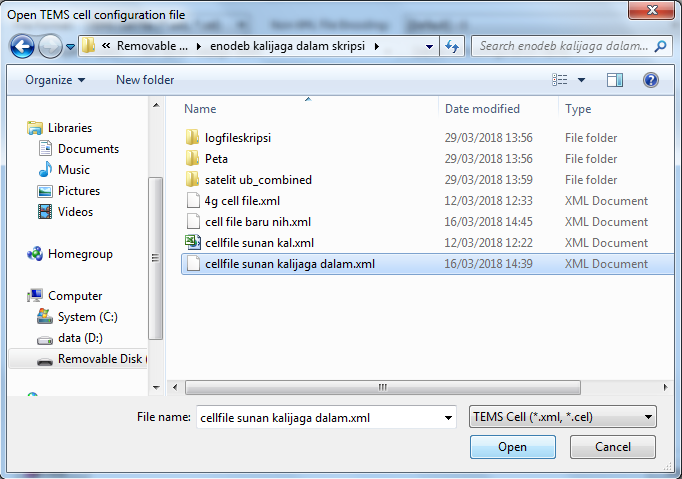 Open TEMS cell configuration file
« Removable ... ▸ enodeb kalijaga dalam skripsi ▸
Search enodeb kalijaga dalam...
Organize
New folder
Name
Date modified
Type
Libraries
Documents
Music
Pictures
Videos
Homegroup
Computer
System (C:)
data (D:)
Removable Disk (
logfileskripsi 29/03/2018 13:56 File folder
Peta 29/03/2018 13:56 File folder
satelit ub_combined 29/03/2018 13:59 File folder
4g cell file.xml 12/03/2018 12:33 XML Document
cell file baru nih.xml 16/03/2018 14:45 XML Document
cellfile sunan kal.xml 12/03/2018 12:22 XML Document
cellfile sunan kalijaga dalam.xml 16/03/2018 14:39 XML Document
File name: cellfile sunan kalijaga dalam.xml
TEMS Cell (*.xml, *.cel)
Open
Cancel